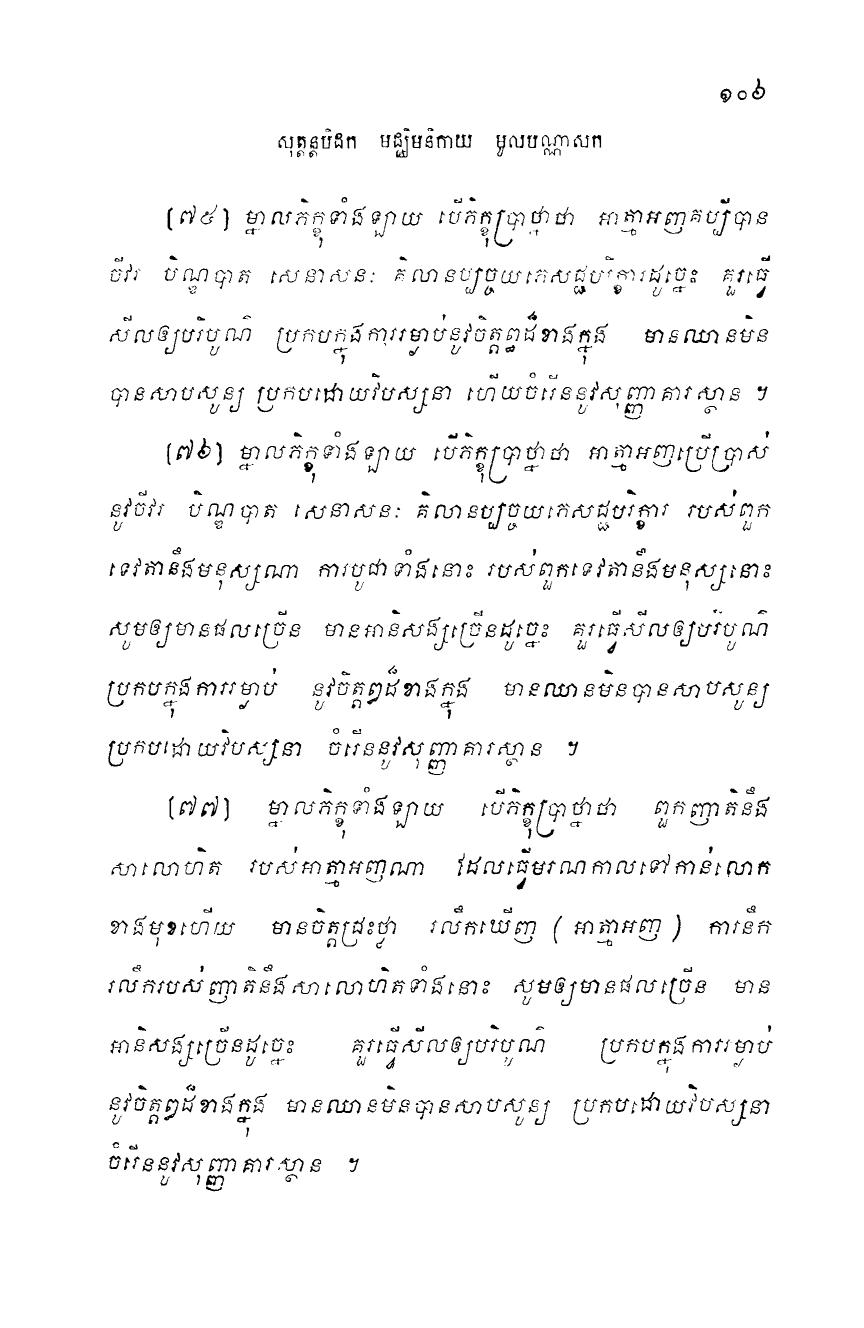 ១០៦
សុត្តន្តបិដក មជ្ឈិមនិកាយ មូលបណ្ណាសក
[៧៥] ម្នាលភិក្ខុទាំងឡាយ បើភិក្ខុប្រាថ្នាថា អាត្មាអញគប្បីបាន
ចីវរ បិណ្ឌបាត សេនាសនៈ គិលានប្បច្ចយភេសជ្ជបរិក្ខារដូច្នេះ គួរធ្វើ
សីលឲ្យបរិបូណ៌ ប្រកបក្នុងការរម្ងាប់នូវចិត្តឰដ៏ខាងក្នុង មានឈានមិន
បានសាបសូន្យ ប្រកបដោយវិបស្សនា ហើយចំរើននូវសុញ្ញាគារស្ថាន ។
[៧៦] ម្នាលភិក្ខុទាំងឡាយ បើភិក្ខុប្រាថ្នាថា អាត្មាអញប្រើប្រាស់
នូវចីវរ បិណ្ឌបាត សេនាសនៈ គិលានប្បច្ចយភេសជ្ជបរិក្ខារ របស់ពួក
ទេវតានឹងមនុស្សណា ការបូជាទាំងនោះ របស់ពួកទេវតានឹងមនុស្សនោះ
សូមឲ្យមានផលច្រើន មានអានិសង្សច្រើនដូច្នេះ គួរធ្វើសីលឲ្យបរិបូណ៌
ប្រកបក្នុងការរម្ងាប់ នូវចិត្តឰដ៏ខាងក្នុង មានឈានមិនបានសាបសូន្យ
ប្រកបដោយវិបស្សនា ចំរើននូវសុញ្ញាគារស្ថាន ។
[៧៧] ម្នាលភិក្ខុទាំងឡាយ បើភិក្ខុប្រាថ្នាថា ពួកញាតិនឹង
សាលោហិត របស់អាត្មាអញណា ដែលធ្វើមរណកាលទៅកាន់លោក
ខាងមុខហើយ មានចិត្តជ្រះថ្លា រលឹកឃើញ ( អាត្មាអញ ) ការនឹក
រលឹករបស់ញាតិនឹងសាលោហិតទាំងនោះ សូមឲ្យមានផលច្រើន មាន
អានិសង្សច្រើនដូច្នេះ គួរធ្វើសីលឲ្យបរិបូណ៌ ប្រកបក្នុងការរម្ងាប់
នូវចិត្តឰដ៏ខាងក្នុង មានឈានមិនបានសាបសូន្យ ប្រកបដោយវិបស្សនា
ចំរើននូវសុញ្ញាគារស្ថាន ។